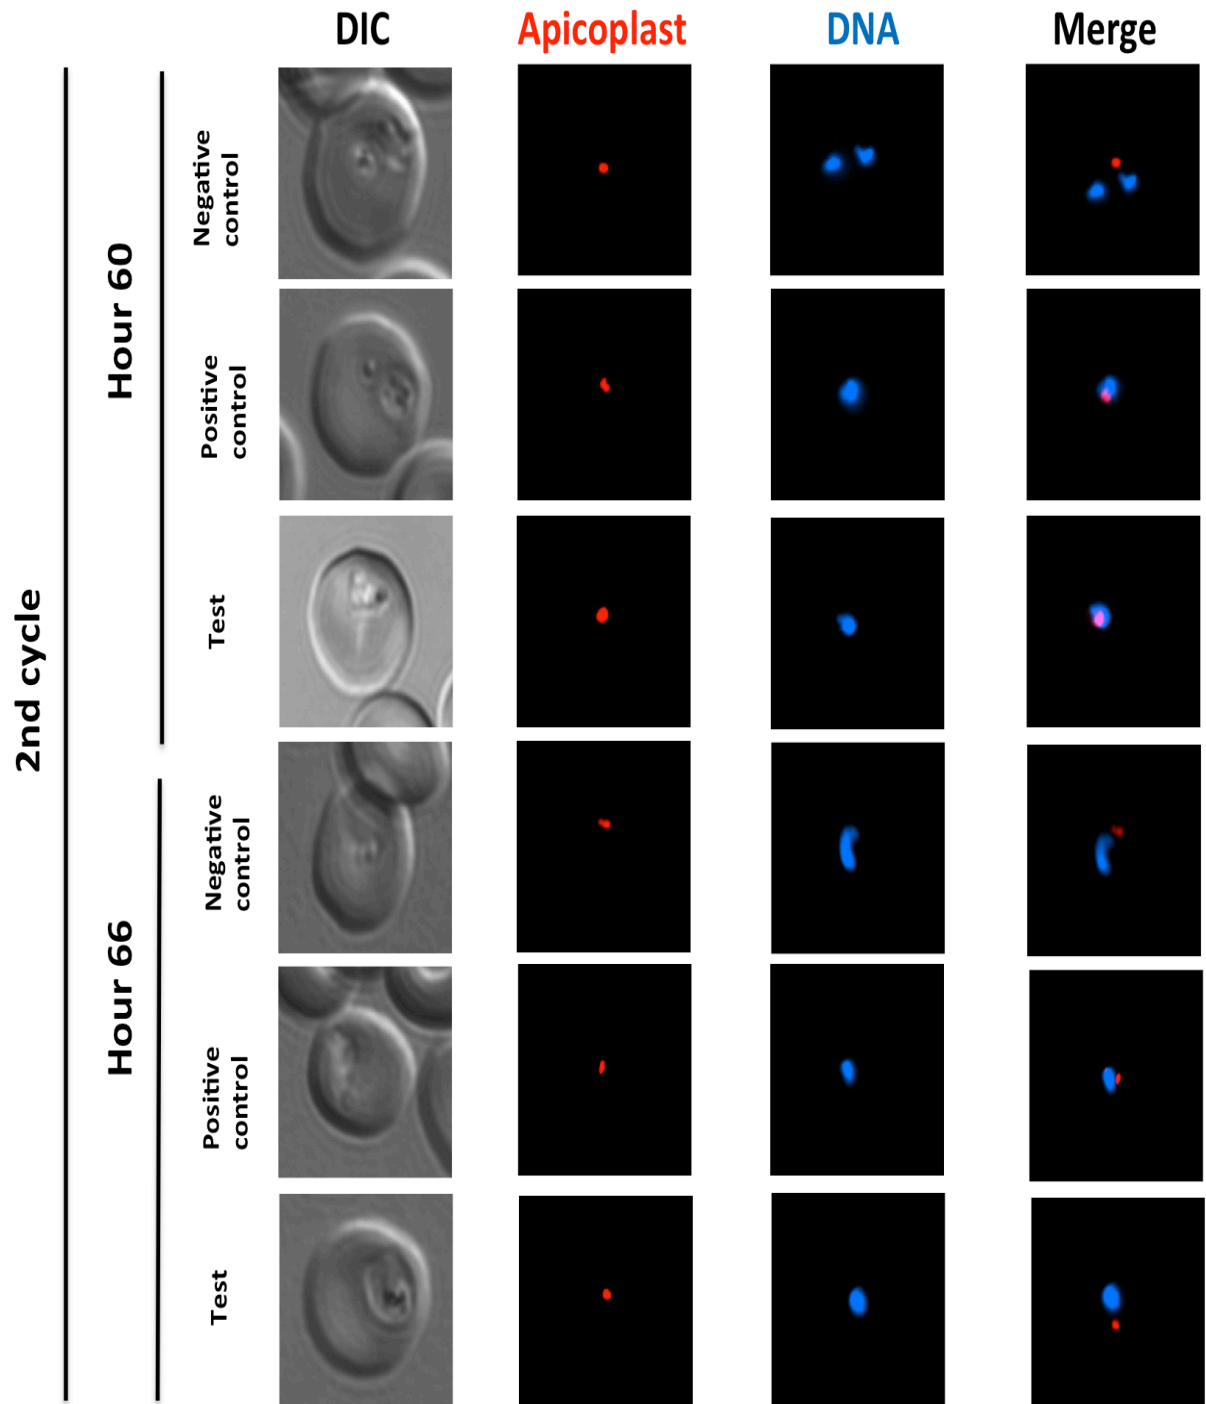 DIC
Apicoplast
DNA
Merge
2nd cycle
Hour 60
Negative
control
Positive
control
Test
Hour 66
Negative
control
Positive
control
Test